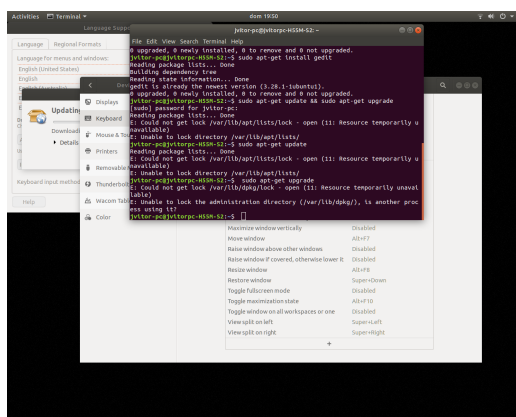 Activities
Terminal
dom 19:50
Language Supp
Language
Regional Formats
Language for menus and windows:
English (United States)
English
Updating
Downloadi
Details
Keyboard input method
Help
Dev
Displays
Keyboard
Mouse & Tou
Printers
Removable
Thunderbol
Wacom Tab
Color
jvitor-pc@jvitorpc-H55M-S2: ~
File Edit View Search Terminal Help
0 upgraded, 0 newly installed, 0 to remove and 0 not upgraded.
jvitor-pc@jvitorpc-H55M-S2:~$ sudo apt-get install gedit
Reading package lists... Done
Building dependency tree
Reading state information... Done
gedit is already the newest version (3.28.1-1ubuntu1).
0 upgraded, 0 newly installed, 0 to remove and 0 not upgraded.
jvitor-pc@jvitorpc-H55M-S2:~$ sudo apt-get update && sudo apt-get upgrade
[sudo] password for jvitor-pc:
Reading package lists... Done
E: Could not get lock /var/lib/apt/lists/lock - open (11: Resource temporarily u
navailable)
E: Unable to lock directory /var/lib/apt/lists/
jvitor-pc@jvitorpc-H55M-S2:~$ sudo apt-get update
Reading package lists... Done
E: Could not get lock /var/lib/apt/lists/lock - open (11: Resource temporarily u
navailable)
E: Unable to lock directory /var/lib/apt/lists/
jvitor-pc@jvitorpc-H55M-S2:~$ sudo apt-get upgrade
E: Could not get lock /var/lib/dpkg/lock - open (11: Resource temporarily unavai
lable)
E: Unable to lock the administration directory (/var/lib/dpkg/), is another proc
ess using it?
jvitor-pc@jvitorpc-H55M-S2:~$
Maximize window vertically Disabled
Move window Alt+F7
Raise window above other windows Disabled
Raise window if covered, otherwise lower it Disabled
Resize window Alt+F8
Restore window Super+Down
Toggle fullscreen mode Disabled
Toggle maximization state Alt+F10
Toggle window on all workspaces or one Disabled
View split on left Super+Left
View split on right Super+Right
+